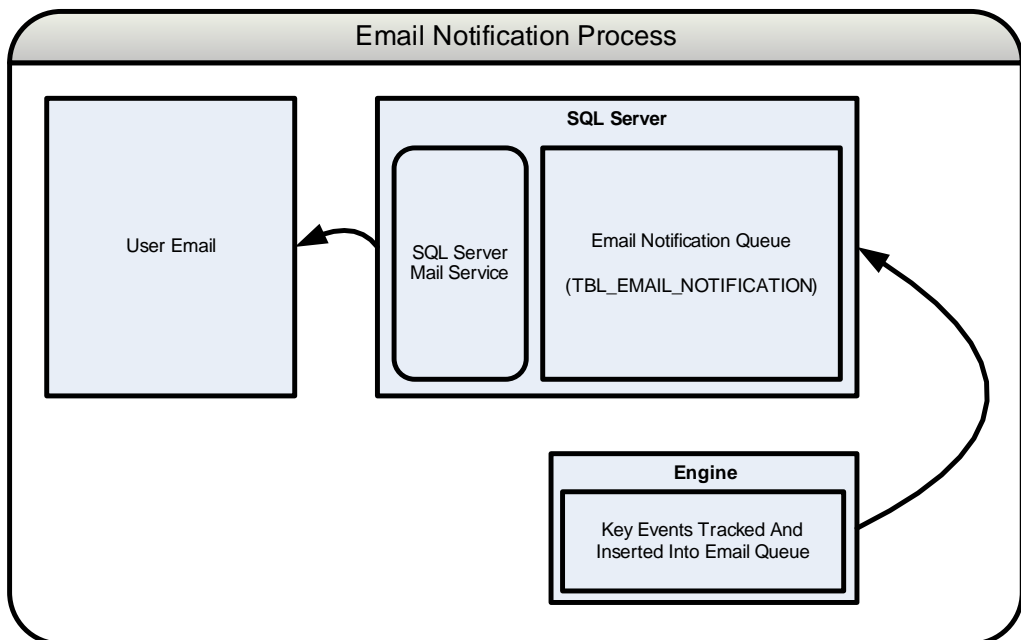 Email Notification Process
SQL Server
User Email
SQL Server
Mail Service
Email Notification Queue
(TBL_EMAIL_NOTIFICATION)
Engine
Key Events Tracked And
Inserted Into Email Queue